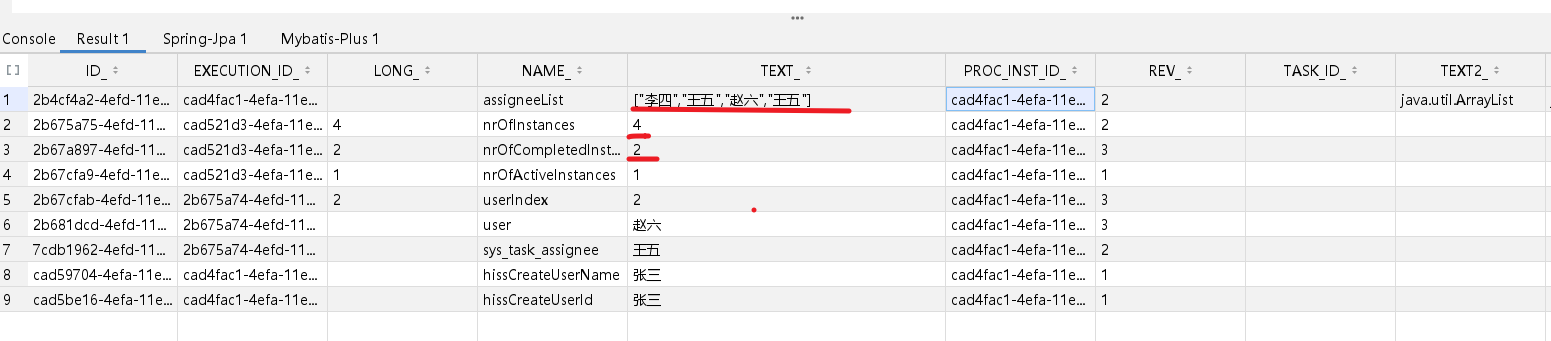 Console Result 1 Spring-Jpa 1 Mybatis-Plus 1
ID_ EXECUTION_ID_ LONG_ NAME_ TEXT_ PROC_INST_ID_ REV_ TASK_ID_ TEXT2_
1 2b4cf4a2-4efd-11e... cad4fac1-4efa-11e... assigneeList ["李四","王五","赵六","王五"] cad4fac1-4efa-11e... 2 java.util.ArrayList
2 2b675a75-4efd-11... cad521d3-4efa-11e... 4 nrOfInstances 4 cad4fac1-4efa-11e... 2
3 2b67a897-4efd-11... cad521d3-4efa-11e... 2 nrOfCompletedInst... 2 cad4fac1-4efa-11e... 3
4 2b67cfa9-4efd-11e... cad521d3-4efa-11e... 1 nrOfActiveInstances 1 cad4fac1-4efa-11e... 1
5 2b67cfab-4efd-11e... 2b675a74-4efd-11... 2 userIndex 2 cad4fac1-4efa-11e... 3
6 2b681dcd-4efd-11e... 2b675a74-4efd-11... user 赵六 cad4fac1-4efa-11e... 3
7 7cdb1962-4efd-11e... 2b675a74-4efd-11... sys_task_assignee 王五 cad4fac1-4efa-11e... 2
8 cad59704-4efa-11e... cad4fac1-4efa-11e... hissCreateUserName 张三 cad4fac1-4efa-11e... 1
9 cad5be16-4efa-11e... cad4fac1-4efa-11e... hissCreateUserId 张三 cad4fac1-4efa-11e... 1